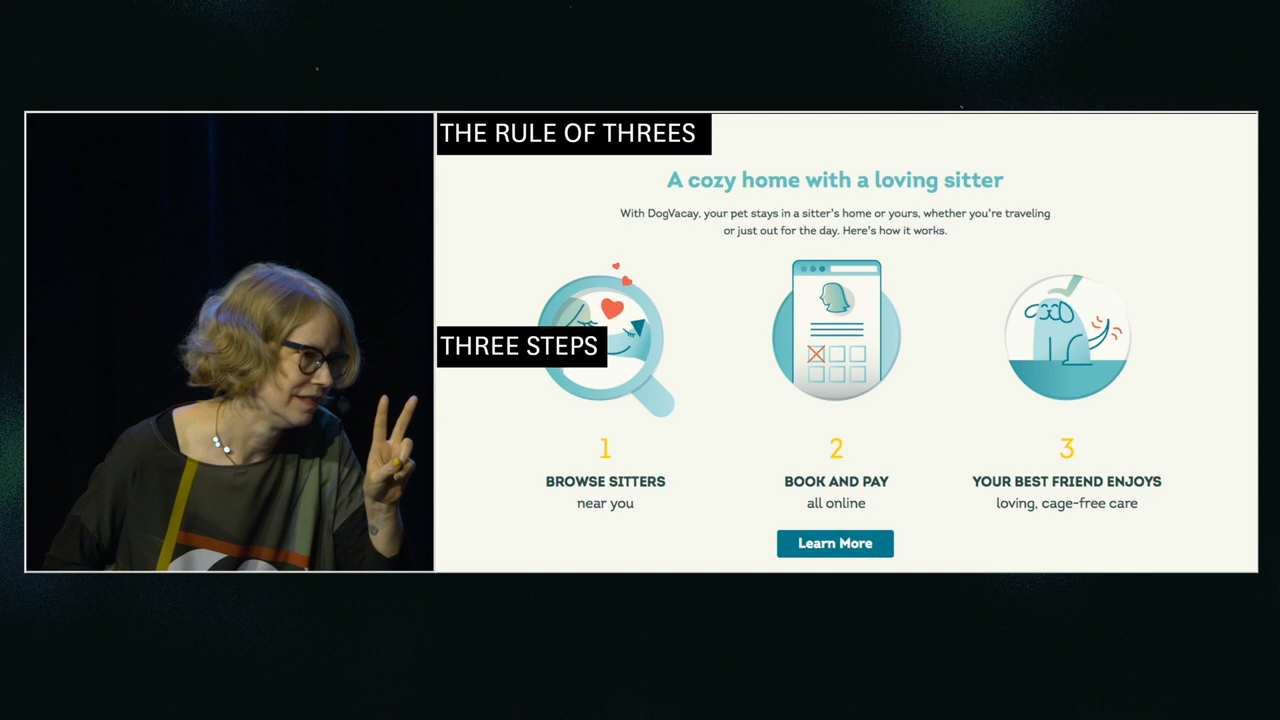 THE RULE OF THREES
A cozy home with a loving sitter
With DogVacay, your pet stays in a sitter's home or yours, whether you're traveling
or just out for the day. Here's how it works.
THREE STEPS
1
BROWSE SITTERS
near you
2
BOOK AND PAY
all online
3
YOUR BEST FRIEND ENJOYS
loving, cage-free care
Learn More